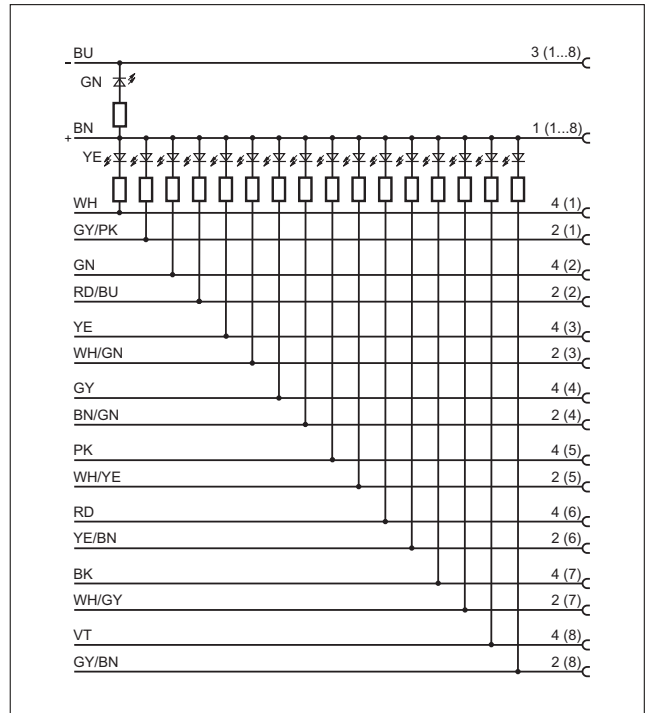 BU 3 (1...8)
-
GN
BN 1 (1...8)
+
YE
WH 4 (1)
GY/PK 2 (1)
GN 4 (2)
RD/BU 2 (2)
YE 4 (3)
WH/GN 2 (3)
GY 4 (4)
BN/GN 2 (4)
PK 4 (5)
WH/YE 2 (5)
RD 4 (6)
YE/BN 2 (6)
BK 4 (7)
WH/GY 2 (7)
VT 4 (8)
GY/BN 2 (8)